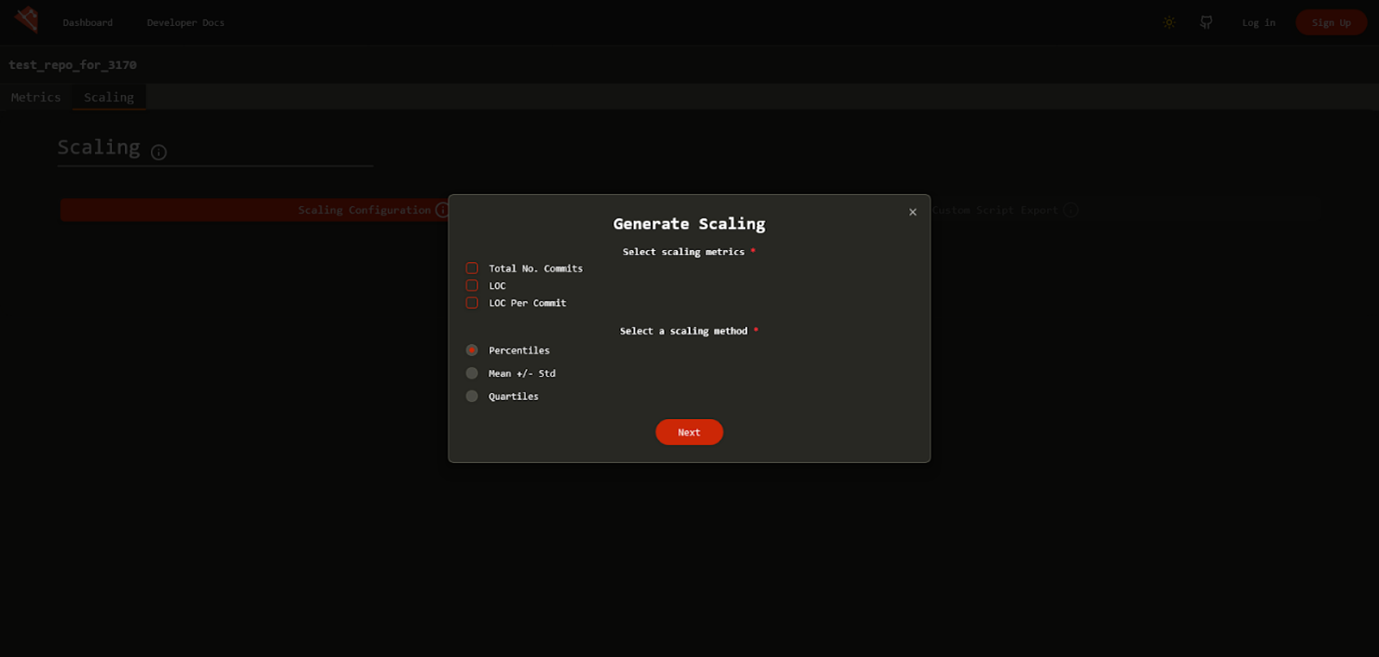 Dashboard Developer Docs Log in Sign Up
test_repo_for_3170
Metrics Scaling
Scaling
Scaling Configuration Custom Script Export
Generate Scaling
Select scaling metrics *
Total No. Commits
LOC
LOC Per Commit
Select a scaling method *
Percentiles
Mean +/- Std
Quartiles
Next